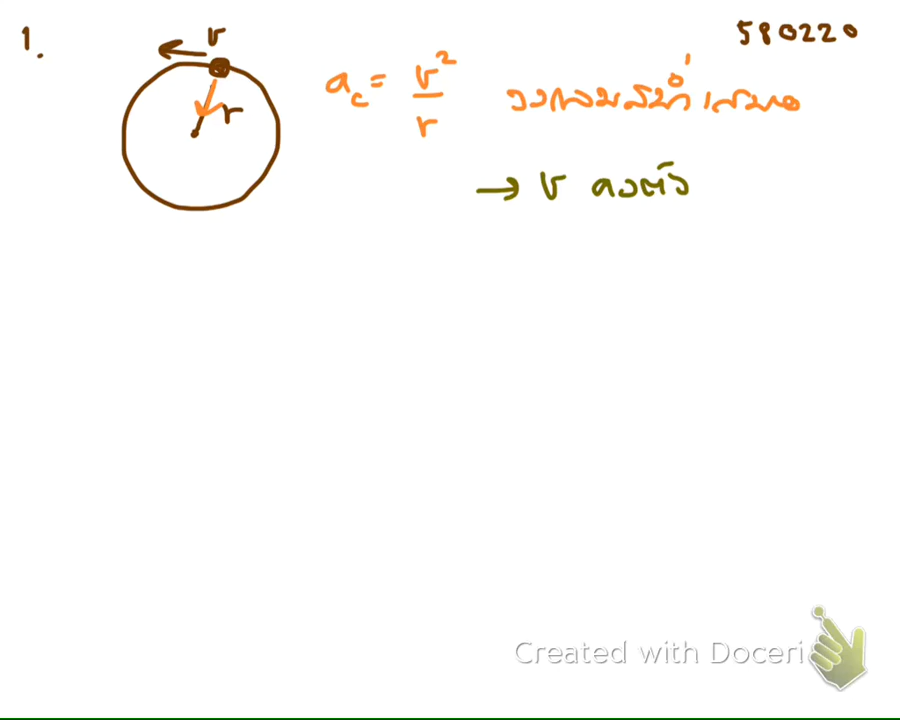 1.
580220
v
r
a_c = v²/r วงกลมสม่ำเสมอ
→ v คงตัว
Created with Doceri